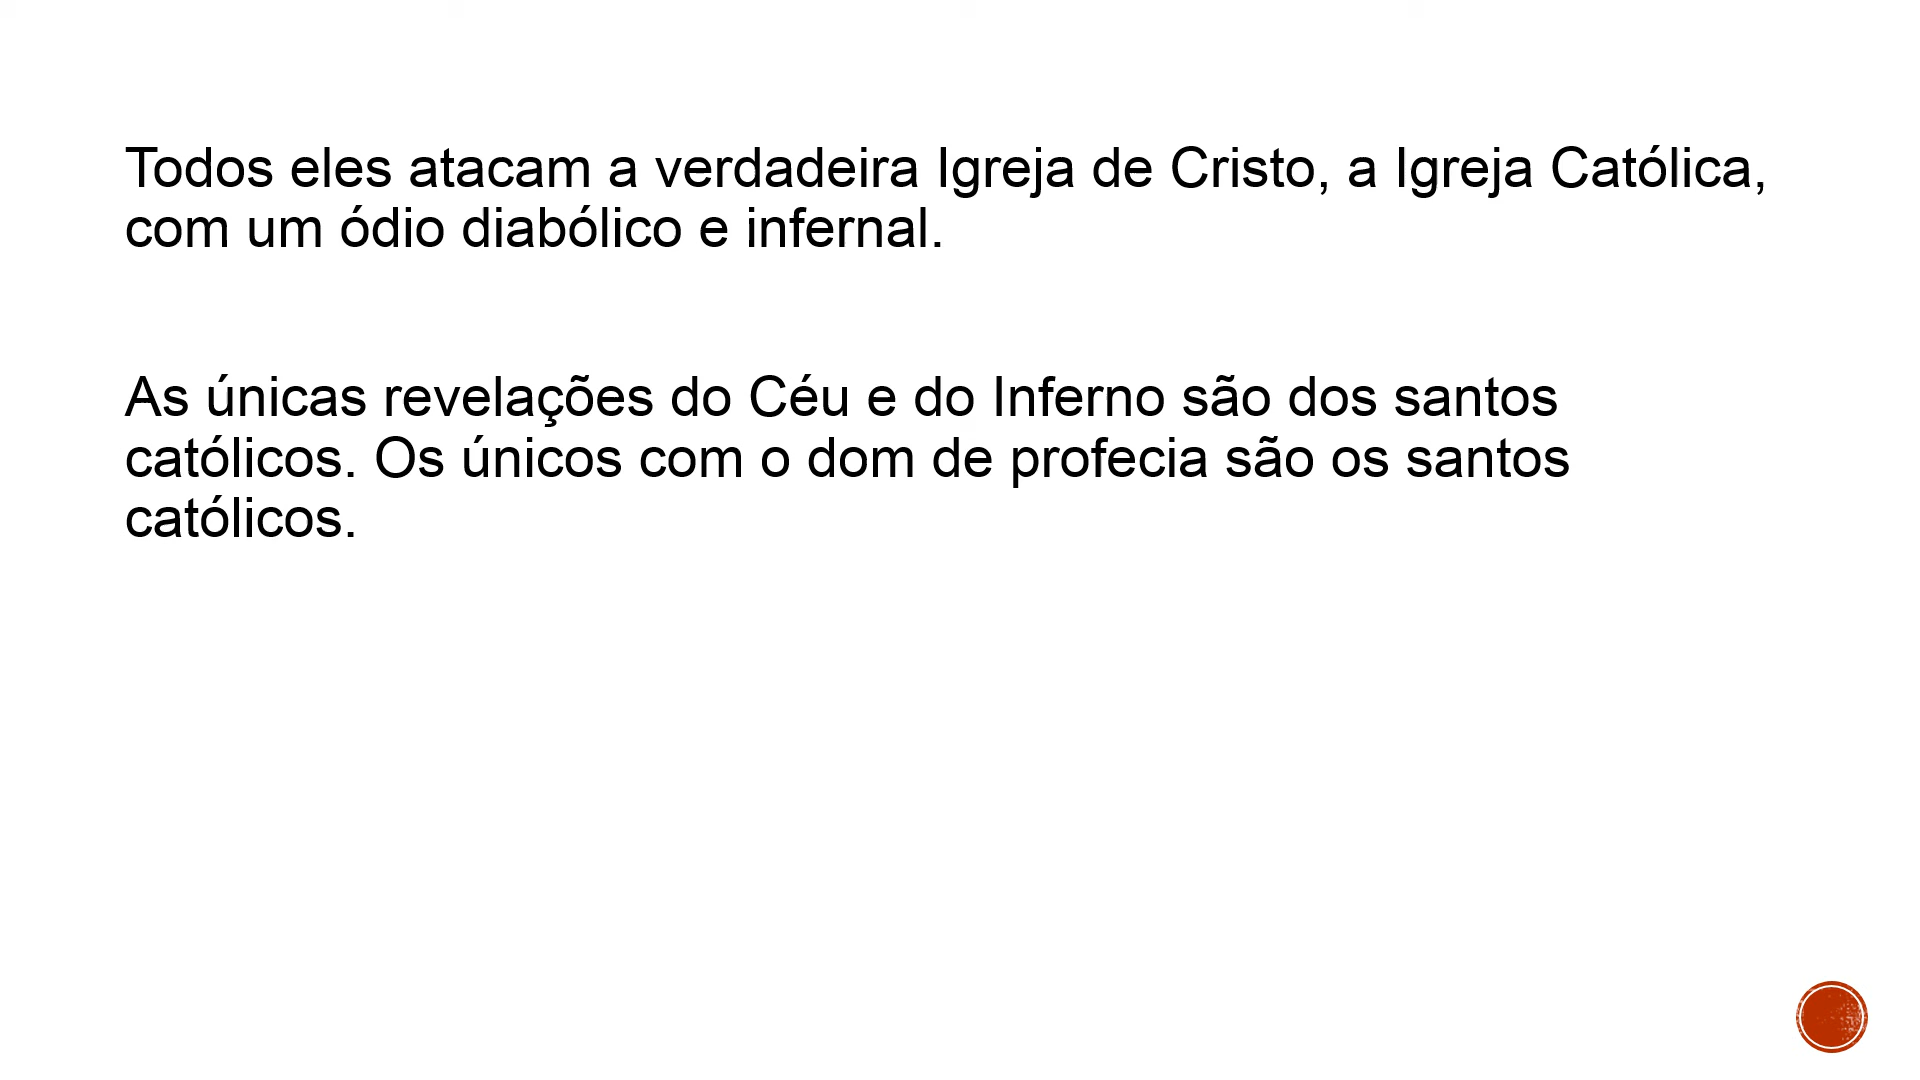 Todos eles atacam a verdadeira Igreja de Cristo, a Igreja Católica,
com um ódio diabólico e infernal.
As únicas revelações do Céu e do Inferno são dos santos
católicos. Os únicos com o dom de profecia são os santos
católicos.